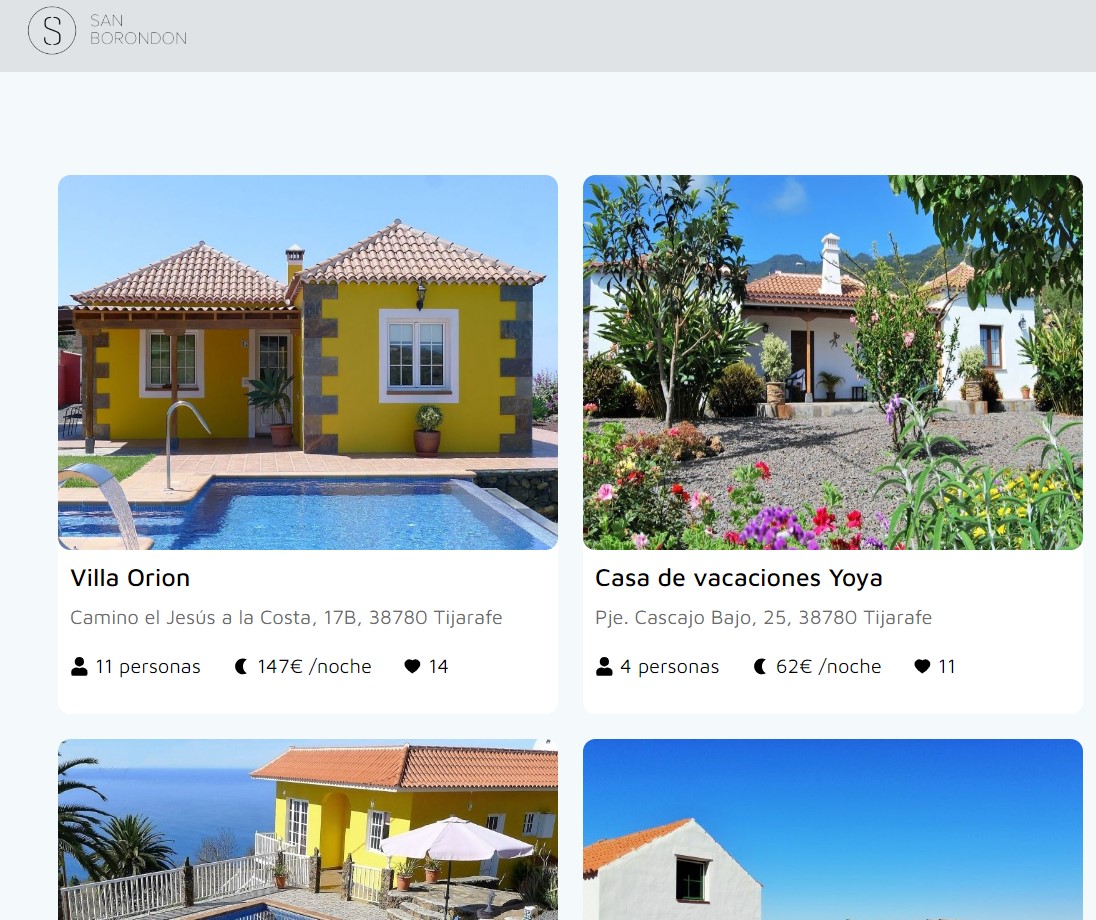 S
SAN
BORONDON
Villa Orion
Camino el Jesús a la Costa, 17B, 38780 Tijarafe
11 personas 147€ /noche 14
Casa de vacaciones Yoya
Pje. Cascajo Bajo, 25, 38780 Tijarafe
4 personas 62€ /noche 11